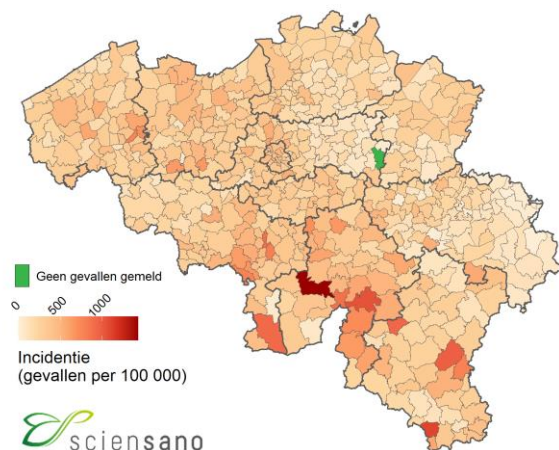 Geen gevallen gemeld
0 500 1000
Incidentie
(gevallen per 100 000)
sciensano